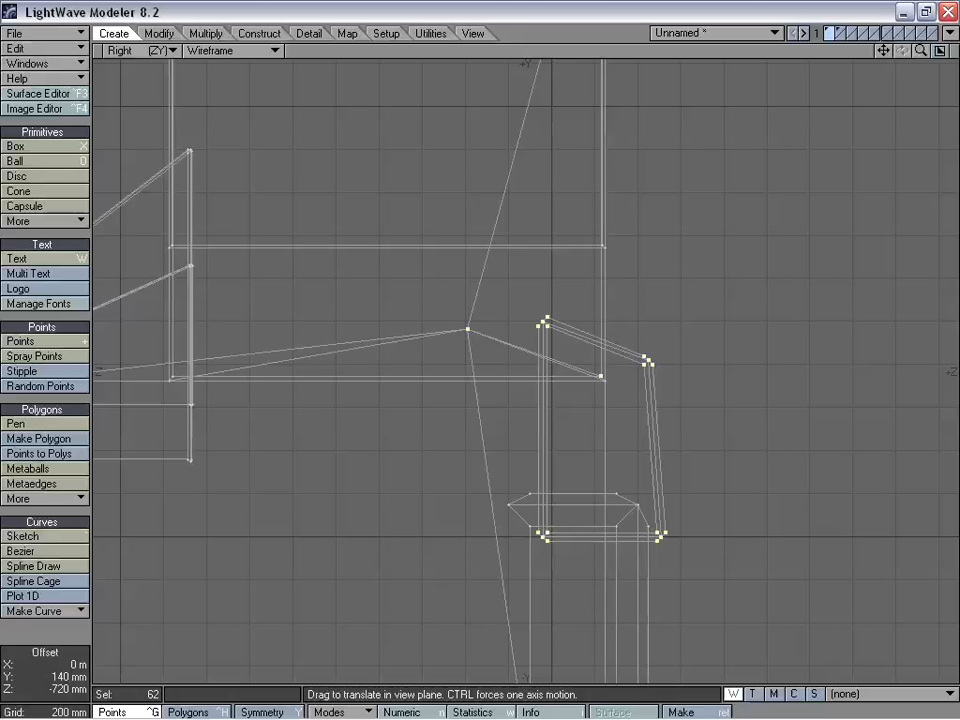 LightWave Modeler 8.2
File
Create
Modify
Multiply
Construct
Detail
Map
Setup
Utilities
View
Unnamed *
1
Edit
Right
(ZY)
Wireframe
Windows
Help
+Y
Surface Editor ^F3
Image Editor ^F4
Primitives
Box X
Ball O
Disc
Cone
Capsule
More
Text
Text W
Multi Text
Logo
Manage Fonts
Points
Points +
Spray Points
Stipple
Random Points
+Z
Polygons
Pen
Make Polygon
Points to Polys
Metaballs
Metaedges
More
Curves
Sketch
Bezier
Spline Draw
Spline Cage
Plot 1D
Make Curve
Offset
X: 0 m
Y: 140 mm
Z: -720 mm
Sel: 62
Drag to translate in view plane. CTRL forces one axis motion.
W T M C S (none)
Grid: 200 mm
Points ^G
Polygons ^H
Symmetry Y
Modes
Numeric n
Statistics w
Info i
Surface
Make ret